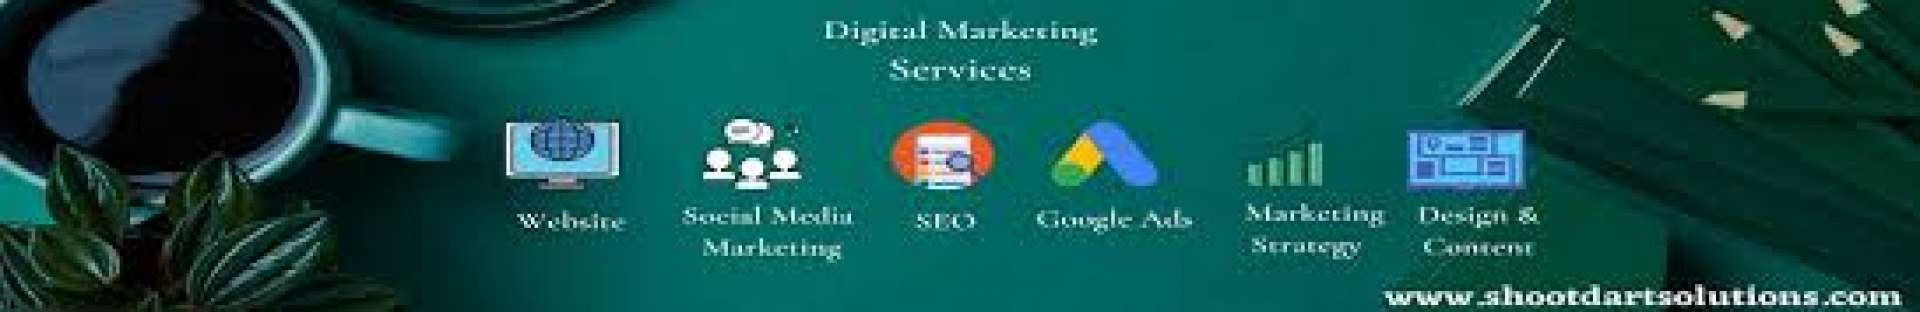 Digital Marketing
Services
Website
Social Media
Marketing
SEO
Google Ads
Marketing
Strategy
Design &
Content
www.shootdartsolutions.com